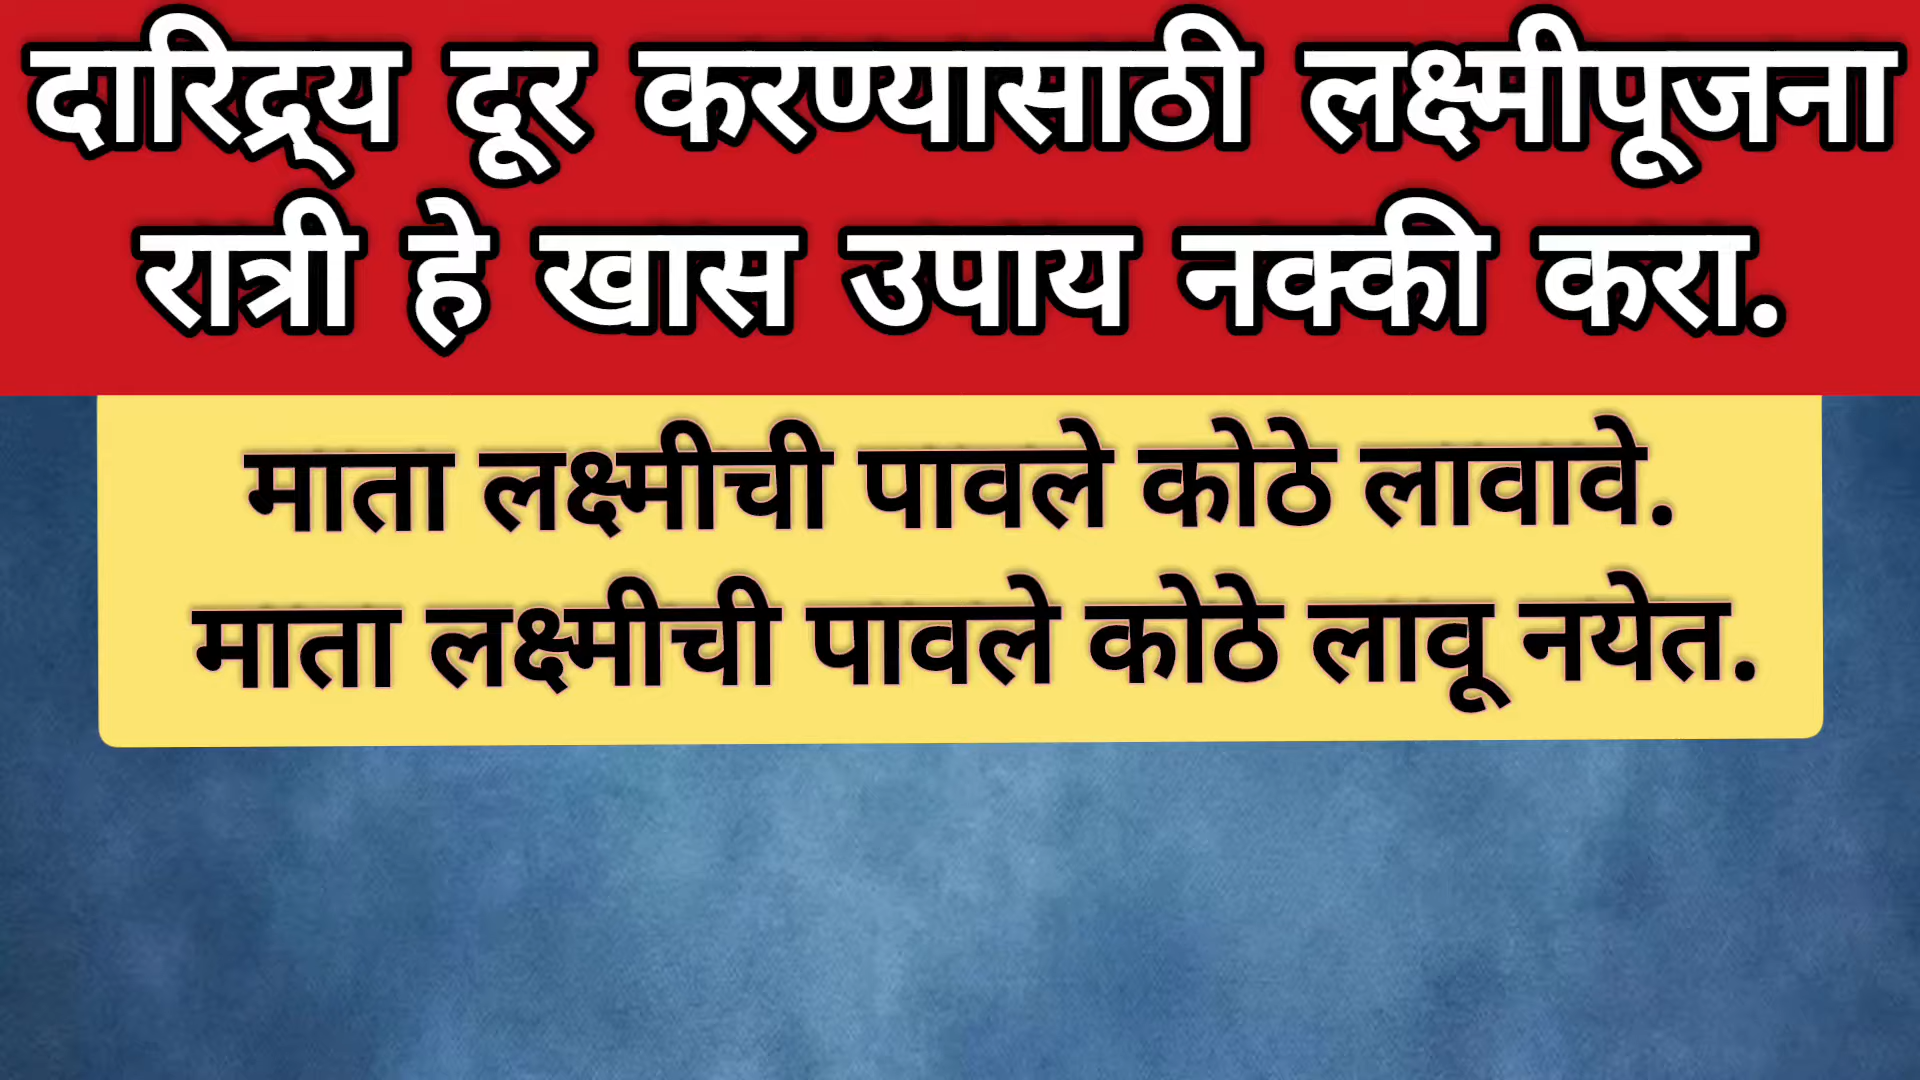 दारिद्र्य दूर करण्यासाठी लक्ष्मीपूजना
रात्री हे खास उपाय नक्की करा.
माता लक्ष्मीची पावले कोठे लावावे.
माता लक्ष्मीची पावले कोठे लावू नयेत.